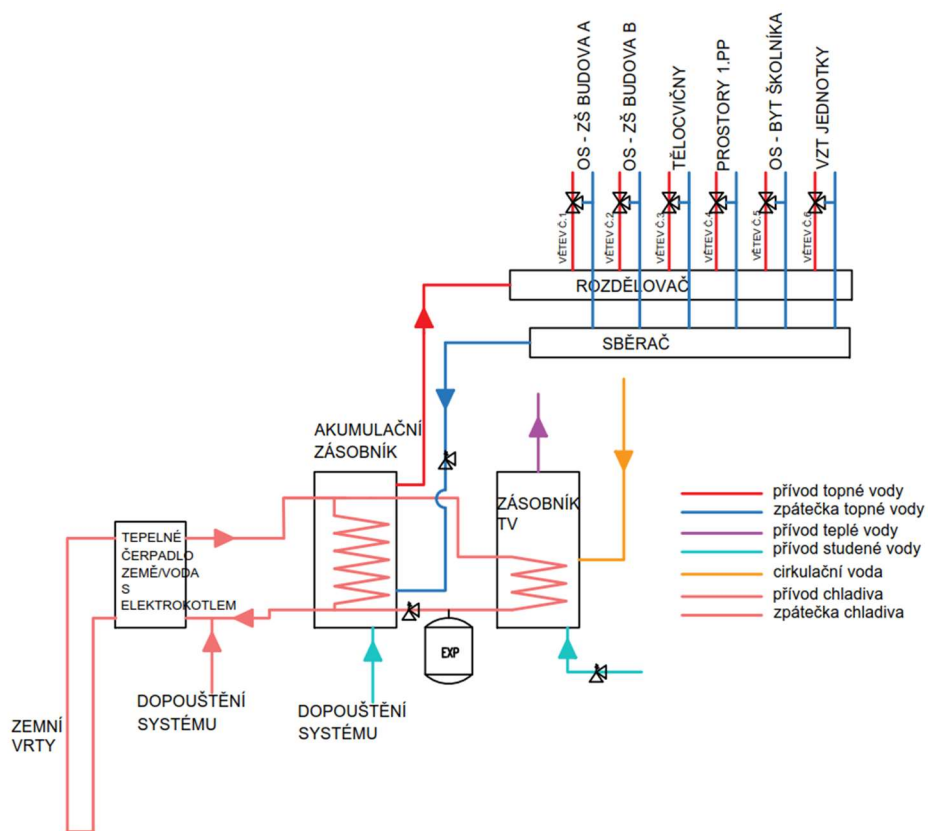 OS - ZŠ BUDOVA A
OS - ZŠ BUDOVA B
TĚLOCVIČNY
PROSTORY 1.PP
OS - BYT ŠKOLNÍKA
VZT JEDNOTKY
VĚTEV Č.1
VĚTEV Č.2
VĚTEV Č.3
VĚTEV Č.4
VĚTEV Č.5
VĚTEV Č.6
ROZDĚLOVAČ
SBĚRAČ
AKUMULAČNÍ
ZÁSOBNÍK
ZÁSOBNÍK
TV
TEPELNÉ
ČERPADLO
ZEMĚ/VODA
S
ELEKTROKOTLEM
EXP
DOPOUŠTĚNÍ
SYSTÉMU
DOPOUŠTĚNÍ
SYSTÉMU
ZEMNÍ
VRTY
přívod topné vody
zpátečka topné vody
přívod teplé vody
přívod studené vody
cirkulační voda
přívod chladiva
zpátečka chladiva